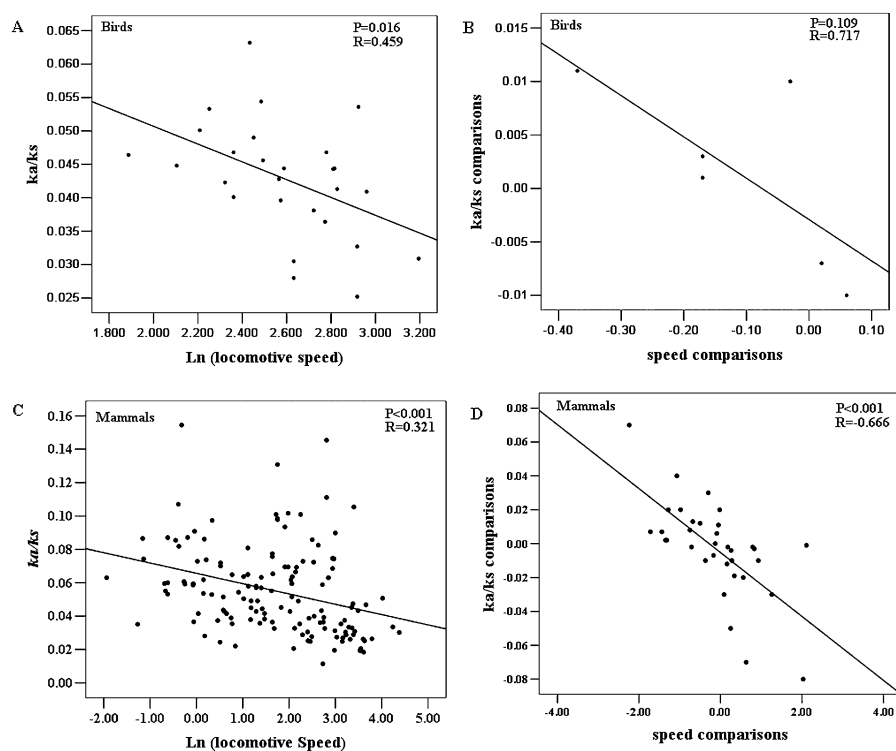 A
Birds
P=0.016
R=0.459
0.065
0.060
0.055
0.050
0.045
0.040
0.035
0.030
0.025
ka/ks
1.800 2.000 2.200 2.400 2.600 2.800 3.000 3.200
Ln (locomotive speed)
B
Birds
P=0.109
R=0.717
0.015
0.010
0.005
0.00
-0.005
-0.01
ka/ks comparisons
-0.40 -0.30 -0.20 -0.10 0.00 0.10
speed comparisons
C
Mammals
P<0.001
R=0.321
0.16
0.14
0.12
0.10
0.08
0.06
0.04
0.02
0.00
ka/ks
-2.00 -1.00 0.00 1.00 2.00 3.00 4.00 5.00
Ln (locomotive Speed)
D
Mammals
P<0.001
R=-0.666
0.08
0.06
0.04
0.02
0.00
-0.02
-0.04
-0.06
-0.08
ka/ks comparisons
-4.00 -2.00 0.00 2.00 4.00
speed comparisons